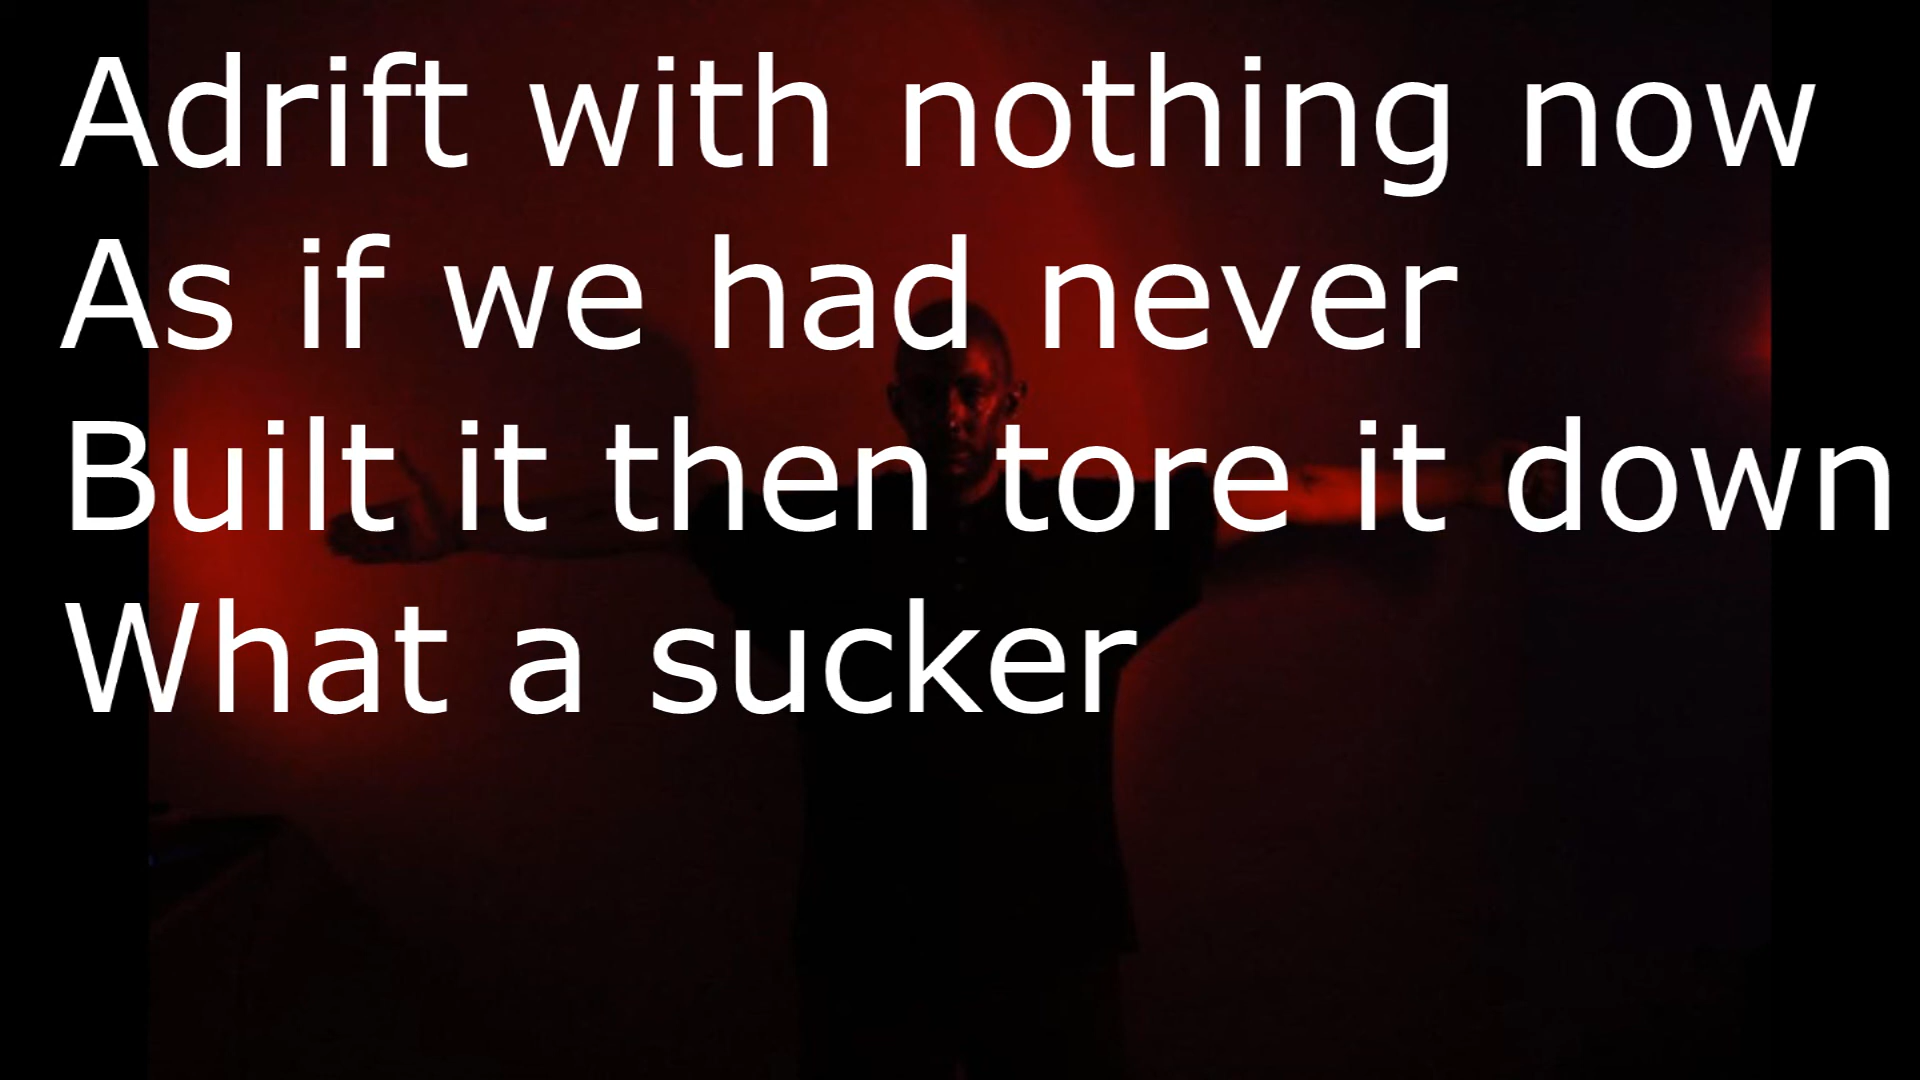 Adrift with nothing now
As if we had never
Built it then tore it down
What a sucker